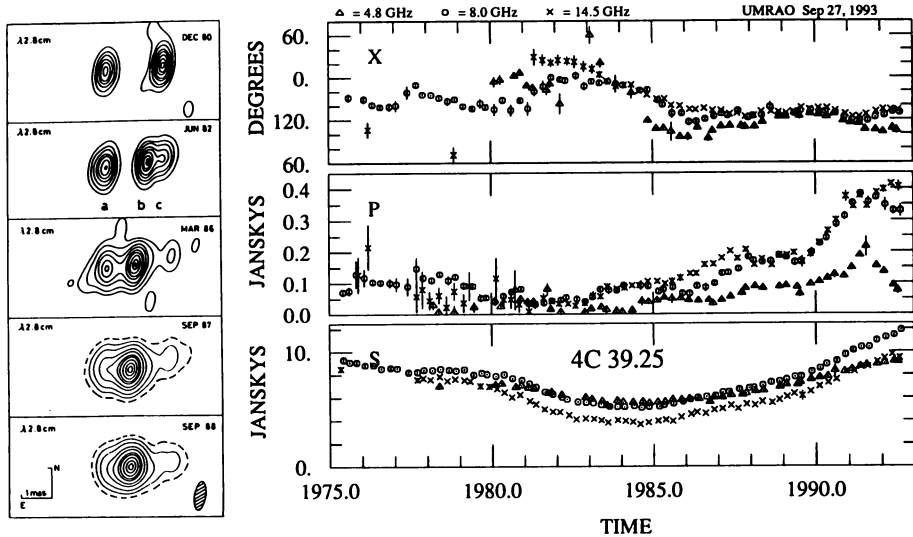 λ2.8cm DEC 80
λ2.8cm JUN 82
a b c
λ2.8cm MAR 86
λ2.8cm SEP 87
λ2.8cm SEP 88
N
1mas
E
△ = 4.8 GHz ○ = 8.0 GHz × = 14.5 GHz UMRAO Sep 27, 1993
DEGREES
60.
0.
120.
60.
X
JANSKYS
0.4
0.3
0.2
0.1
0.0
P
JANSKYS
10.
0.
S
4C 39.25
1975.0 1980.0 1985.0 1990.0
TIME